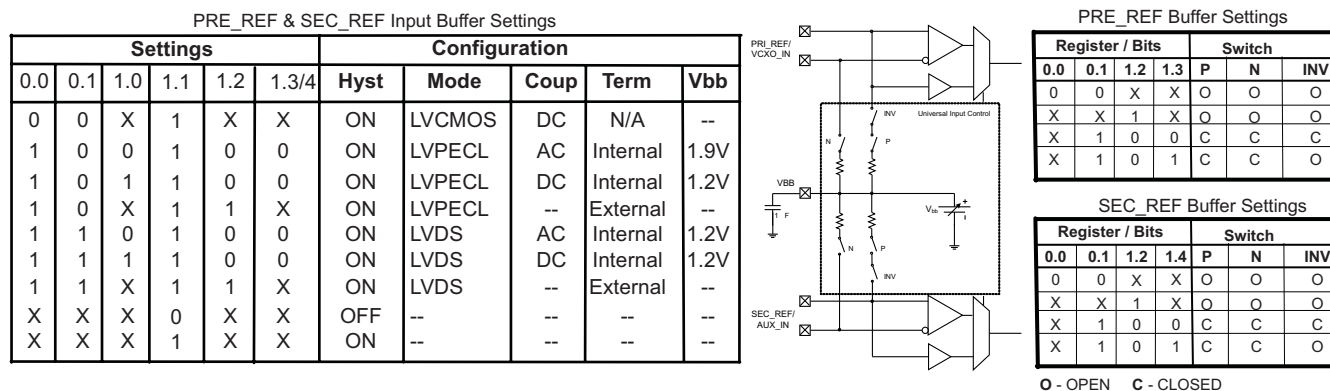 PRE_REF & SEC_REF Input Buffer Settings
Settings Configuration
0.0 0.1 1.0 1.1 1.2 1.3/4 Hyst Mode Coup Term Vbb
0 0 X 1 X X ON LVCMOS DC N/A --
1 0 0 1 0 0 ON LVPECL AC Internal 1.9V
1 0 1 1 0 0 ON LVPECL DC Internal 1.2V
1 0 X 1 1 X ON LVPECL -- External --
1 1 0 1 0 0 ON LVDS AC Internal 1.2V
1 1 1 1 0 0 ON LVDS DC Internal 1.2V
1 1 X 1 1 X ON LVDS -- External --
X X X 0 X X OFF -- -- -- --
X X X 1 X X ON -- -- -- --
PRI_REF/
VCXO_IN
INV Universal Input Control
N P
VBB
1 F
Vbb + 
N P
INV
SEC_REF/
AUX_IN
PRE_REF Buffer Settings
Register / Bits Switch
0.0 0.1 1.2 1.3 P N INV
0 0 X X O O O
X X 1 X O O O
X 1 0 0 C C C
X 1 0 1 C C O
SEC_REF Buffer Settings
Register / Bits Switch
0.0 0.1 1.2 1.4 P N INV
0 0 X X O O O
X X 1 X O O O
X 1 0 0 C C C
X 1 0 1 C C O
O - OPEN C - CLOSED